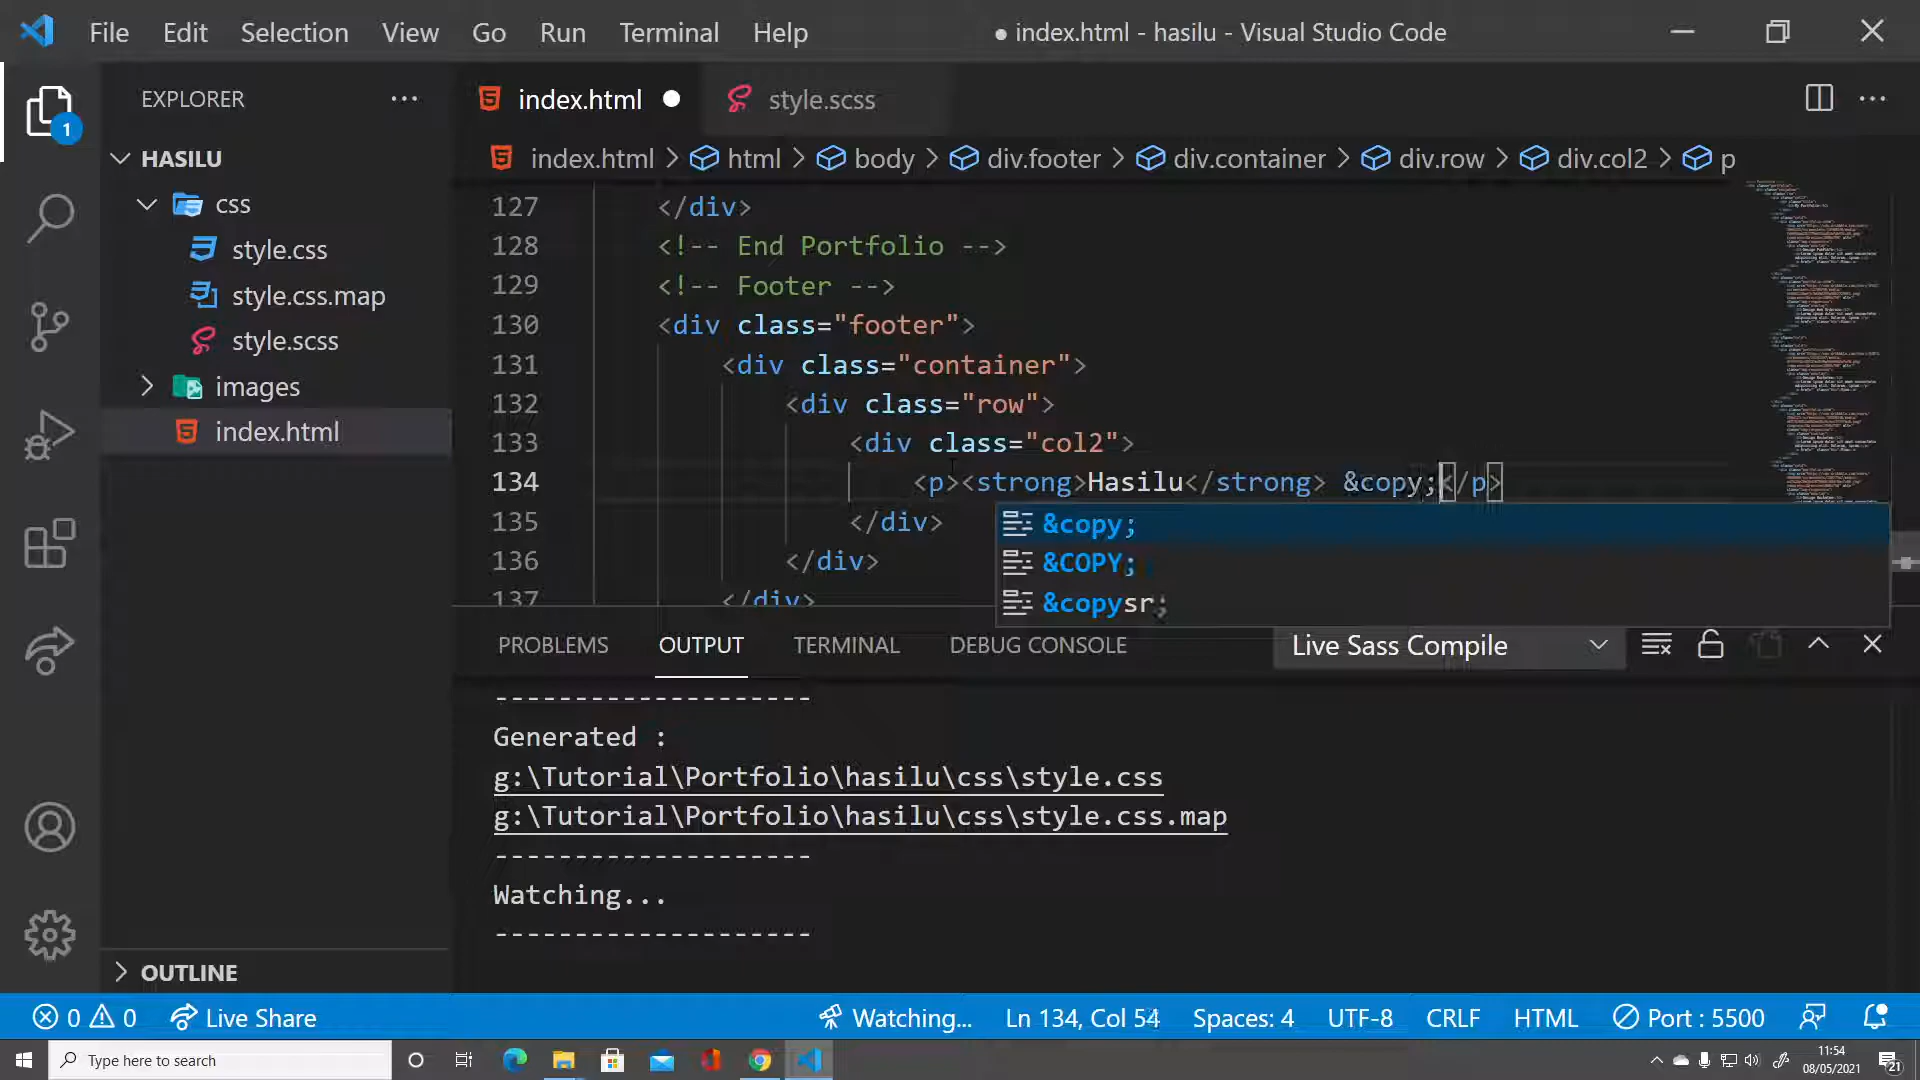 File Edit Selection View Go Run Terminal Help ● index.html - hasilu - Visual Studio Code
EXPLORER
index.html
style.scss
HASILU
index.html > html > body > div.footer > div.container > div.row > div.col2 > p
css
style.css
style.css.map
style.scss
images
index.html
127 </div>
128 <!-- End Portfolio -->
129 <!-- Footer -->
130 <div class="footer">
131 <div class="container">
132 <div class="row">
133 <div class="col2">
134 <p><strong>Hasilu</strong> &copy;</p>
135 </div>
136 </div>
137 </div>
&copy;
&COPY;
&copysr;
PROBLEMS OUTPUT TERMINAL DEBUG CONSOLE Live Sass Compile
--------------------
Generated :
g:\Tutorial\Portfolio\hasilu\css\style.css
g:\Tutorial\Portfolio\hasilu\css\style.css.map
--------------------
Watching...
--------------------
OUTLINE
0 0 Live Share Watching... Ln 134, Col 54 Spaces: 4 UTF-8 CRLF HTML Port : 5500
1
Type here to search
11:54
08/05/2021
21